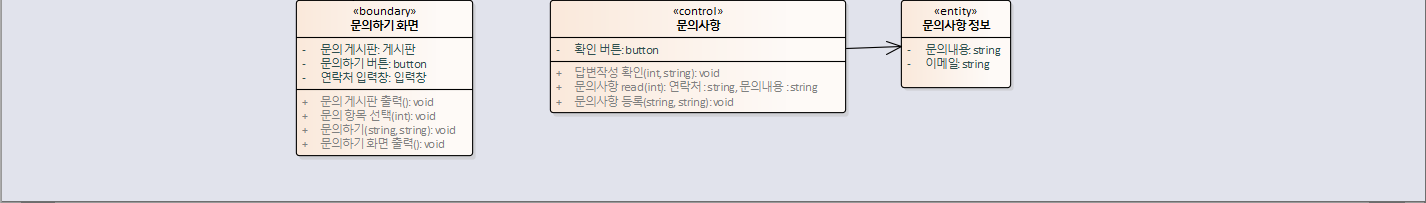 «boundary»
문의하기 화면
- 문의 게시판: 게시판
- 문의하기 버튼: button
- 연락처 입력창: 입력창
+ 문의 게시판 출력(): void
+ 문의 항목 선택(int): void
+ 문의하기(string, string): void
+ 문의하기 화면 출력(): void
«control»
문의사항
- 확인 버튼: button
+ 답변작성 확인(int, string): void
+ 문의사항 read(int): 연락처 : string, 문의내용 : string
+ 문의사항 등록(string, string): void
«entity»
문의사항 정보
- 문의내용: string
- 이메일: string